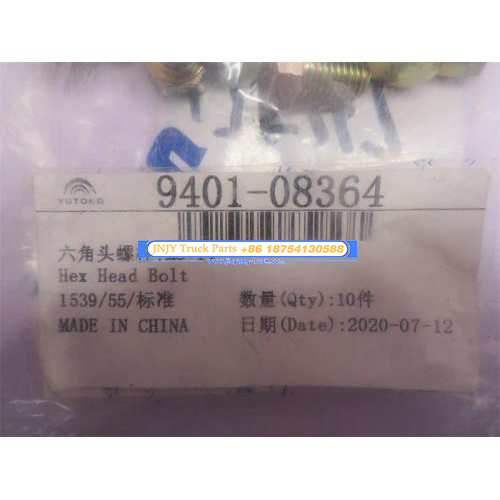 YUTONG
9401-08364
六角头螺
JNJY Truck Parts +86 18754130588
Hex Head Bolt
1539/55/标准
数量(Qty):10件
MADE IN CHINA
日期(Date):2020-07-12